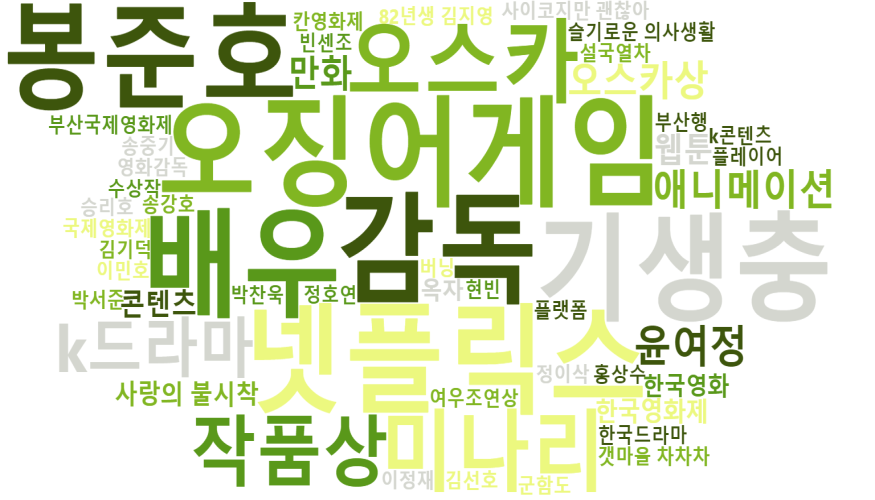 봉준호
칸영화제
82년생 김지영
사이코지만 괜찮아
빈센조
오스카
슬기로운 의사생활
설국열차
만화
오스카상
부산국제영화제
오징어게임
부산행
k콘텐츠
송중기
웹툰
플레이어
영화감독
수상작
애니메이션
승리호
송강호
배우
감독
기생충
국제영화제
김기덕
이민호
버닝
박서준
콘텐츠
박찬욱
정호연
옥자
현빈
플랫폼
k드라마
넷플릭스
윤여정
정이삭
홍상수
한국영화
사랑의 불시착
여우조연상
한국영화제
작품상
미나리
한국드라마
갯마을 차차차
이정재
김선호
군함도